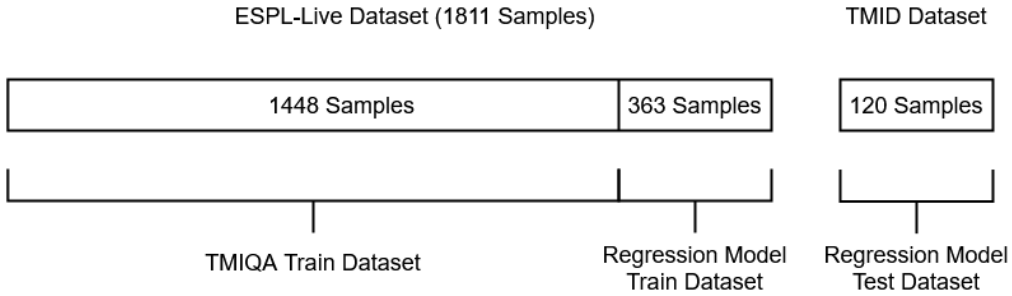 ESPL-Live Dataset (1811 Samples)
TMID Dataset
1448 Samples
363 Samples
120 Samples
TMIQA Train Dataset
Regression Model
Train Dataset
Regression Model
Test Dataset